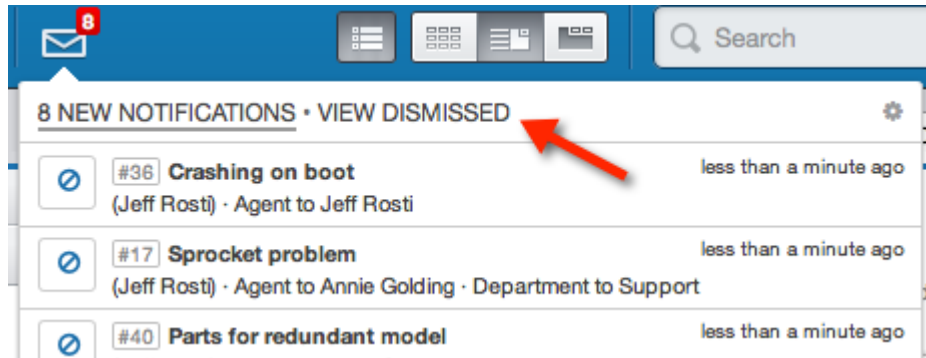 8
Search
8 NEW NOTIFICATIONS • VIEW DISMISSED
#36 Crashing on boot less than a minute ago
(Jeff Rosti) · Agent to Jeff Rosti
#17 Sprocket problem less than a minute ago
(Jeff Rosti) · Agent to Annie Golding · Department to Support
#40 Parts for redundant model less than a minute ago